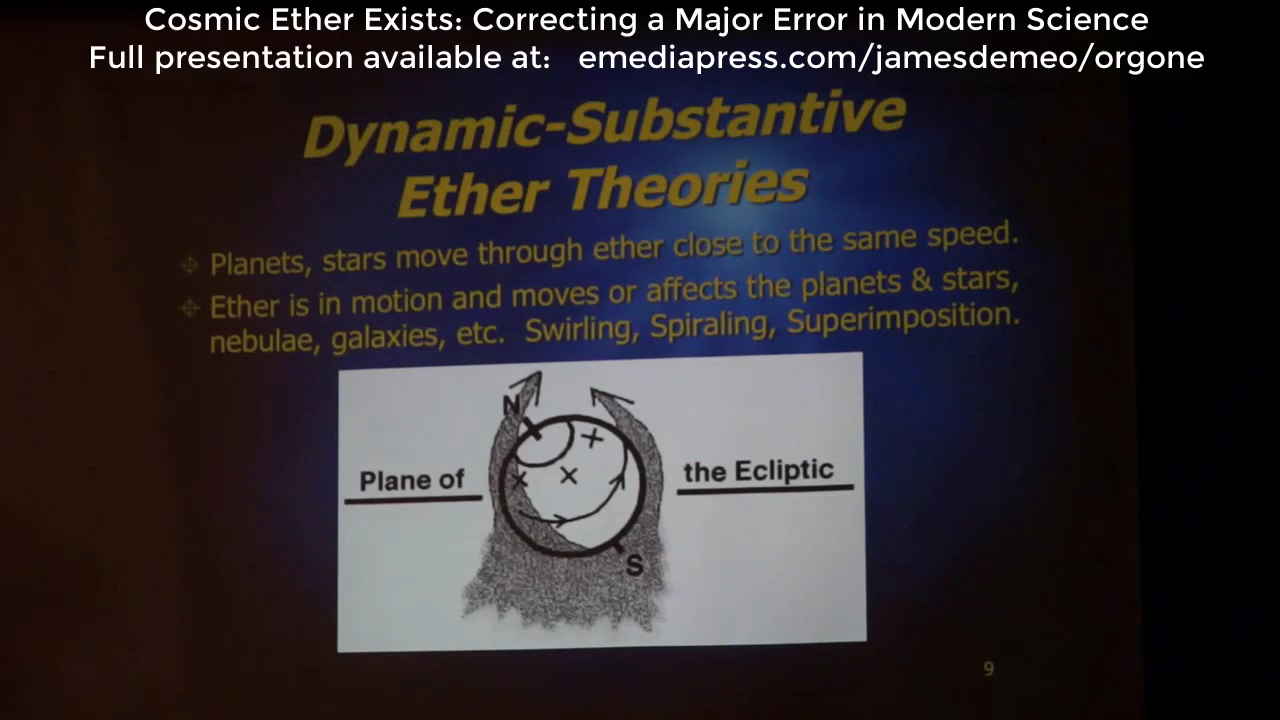 Cosmic Ether Exists: Correcting a Major Error in Modern Science
Full presentation available at: emediapress.com/jamesdemeo/orgone
Dynamic-Substantive
Ether Theories
Planets, stars move through ether close to the same speed.
Ether is in motion and moves or affects the planets & stars,
nebulae, galaxies, etc. Swirling, Spiraling, Superimposition.
N
Plane of the Ecliptic
S
9